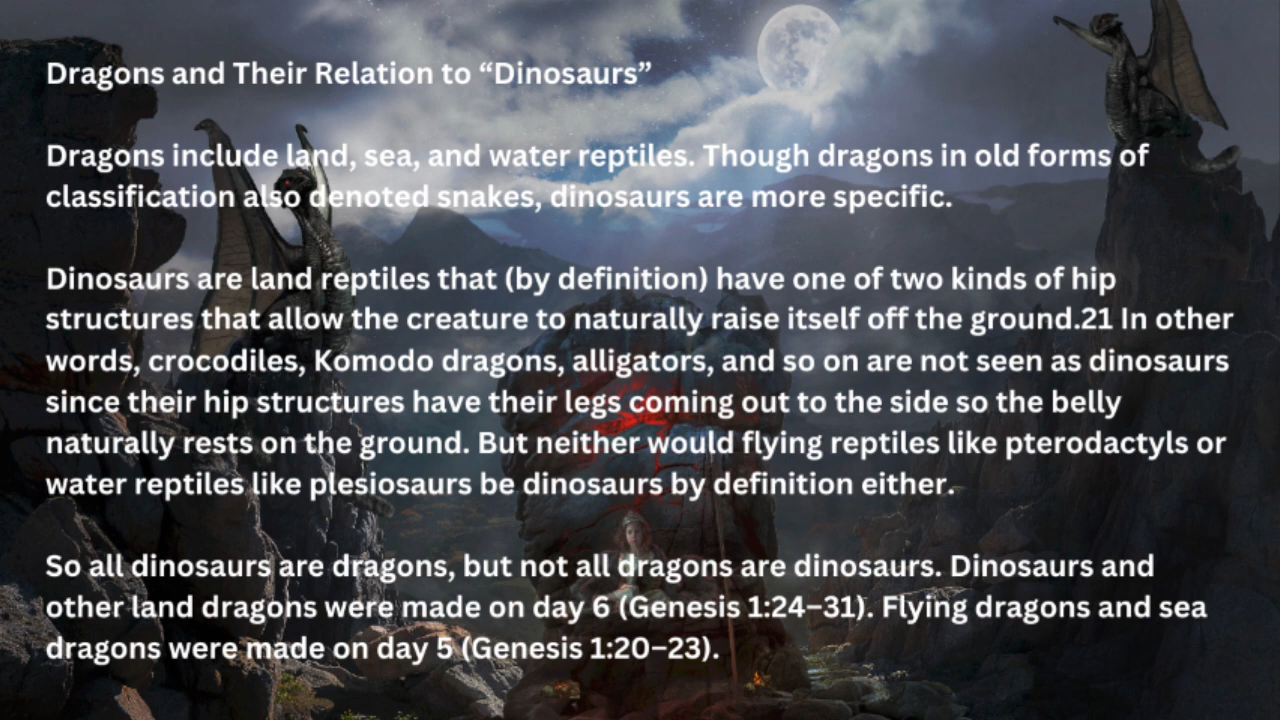 Dragons and Their Relation to “Dinosaurs”
Dragons include land, sea, and water reptiles. Though dragons in old forms of
classification also denoted snakes, dinosaurs are more specific.
Dinosaurs are land reptiles that (by definition) have one of two kinds of hip
structures that allow the creature to naturally raise itself off the ground.21 In other
words, crocodiles, Komodo dragons, alligators, and so on are not seen as dinosaurs
since their hip structures have their legs coming out to the side so the belly
naturally rests on the ground. But neither would flying reptiles like pterodactyls or
water reptiles like plesiosaurs be dinosaurs by definition either.
So all dinosaurs are dragons, but not all dragons are dinosaurs. Dinosaurs and
other land dragons were made on day 6 (Genesis 1:24–31). Flying dragons and sea
dragons were made on day 5 (Genesis 1:20–23).